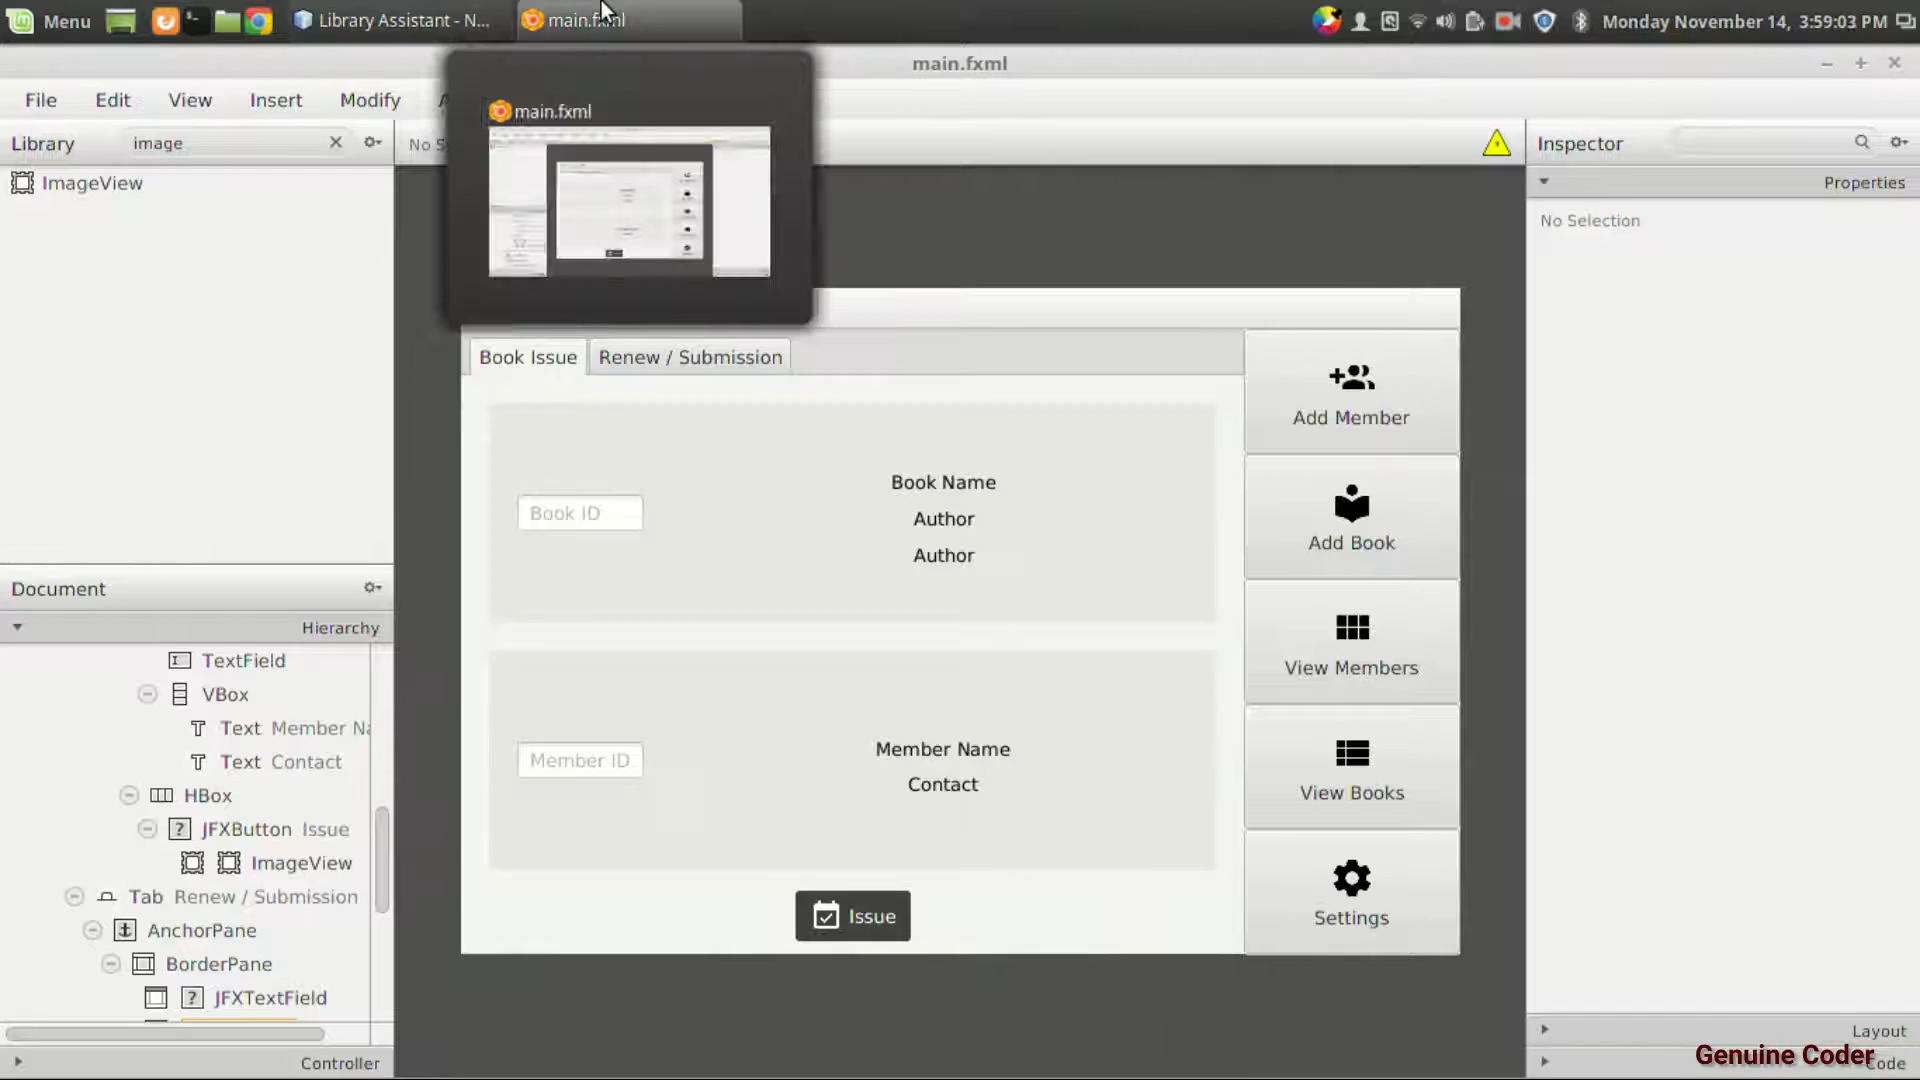 Menu
Library Assistant - N...
main.fxml
Monday November 14, 3:59:03 PM
main.fxml
File Edit View Insert Modify
main.fxml
Library
image
No S
Inspector
ImageView
Properties
No Selection
Book Issue
Renew / Submission
Book ID
Book Name
Author
Author
Member ID
Member Name
Contact
Issue
Add Member
Add Book
View Members
View Books
Settings
Document
Hierarchy
TextField
VBox
Text Member Na
Text Contact
HBox
JFXButton Issue
ImageView
Tab Renew / Submission
AnchorPane
BorderPane
JFXTextField
Controller
Layout
Genuine Coder
Code